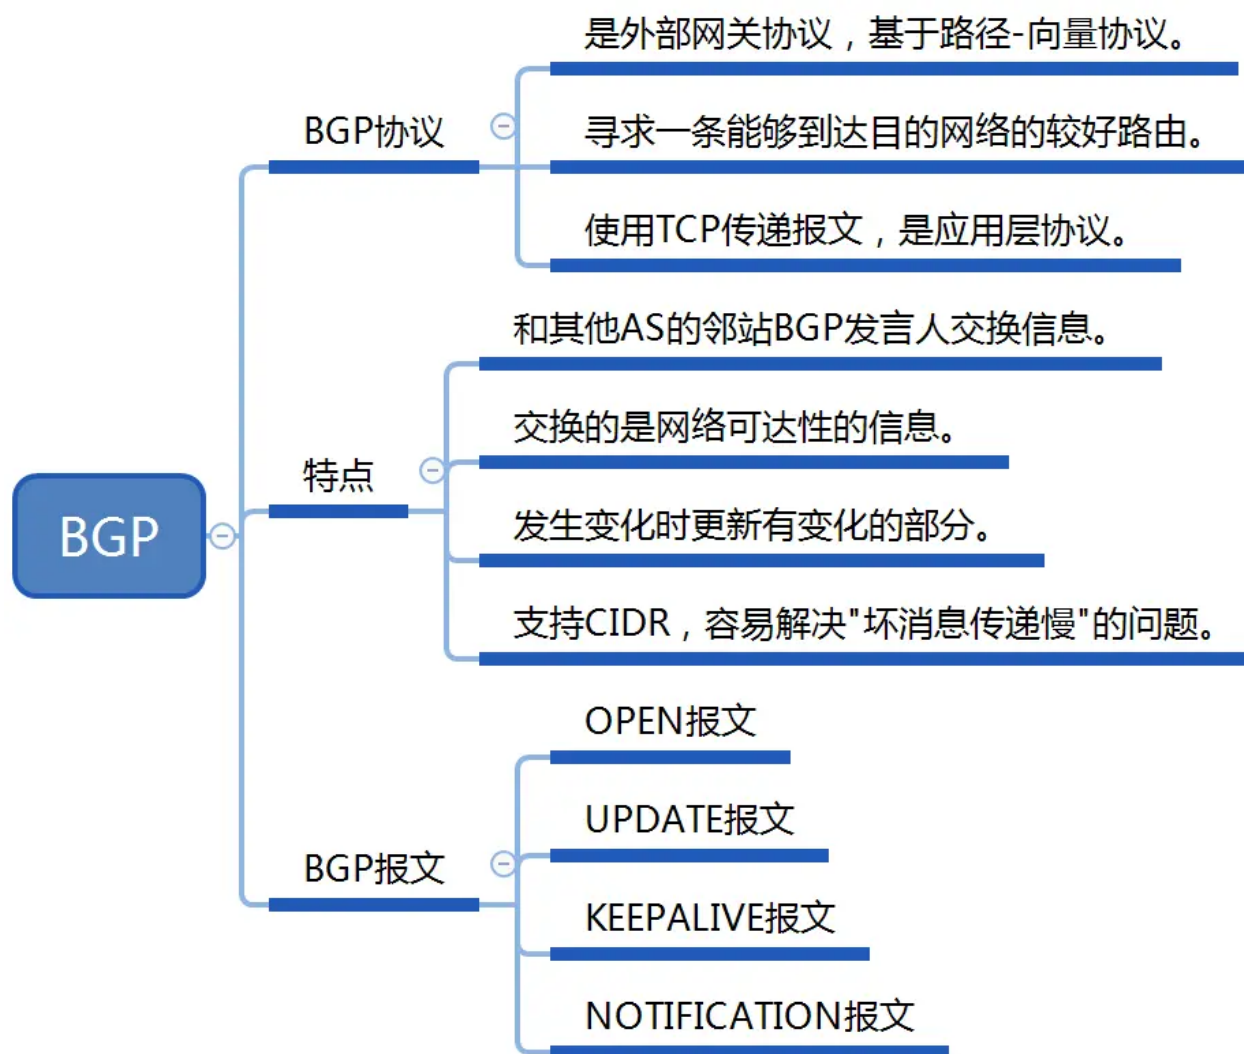 BGP
BGP协议
是外部网关协议，基于路径-向量协议。
寻求一条能够到达目的网络的较好路由。
使用TCP传递报文，是应用层协议。
特点
和其他AS的邻站BGP发言人交换信息。
交换的是网络可达性的信息。
发生变化时更新有变化的部分。
支持CIDR，容易解决"坏消息传递慢"的问题。
BGP报文
OPEN报文
UPDATE报文
KEEPALIVE报文
NOTIFICATION报文